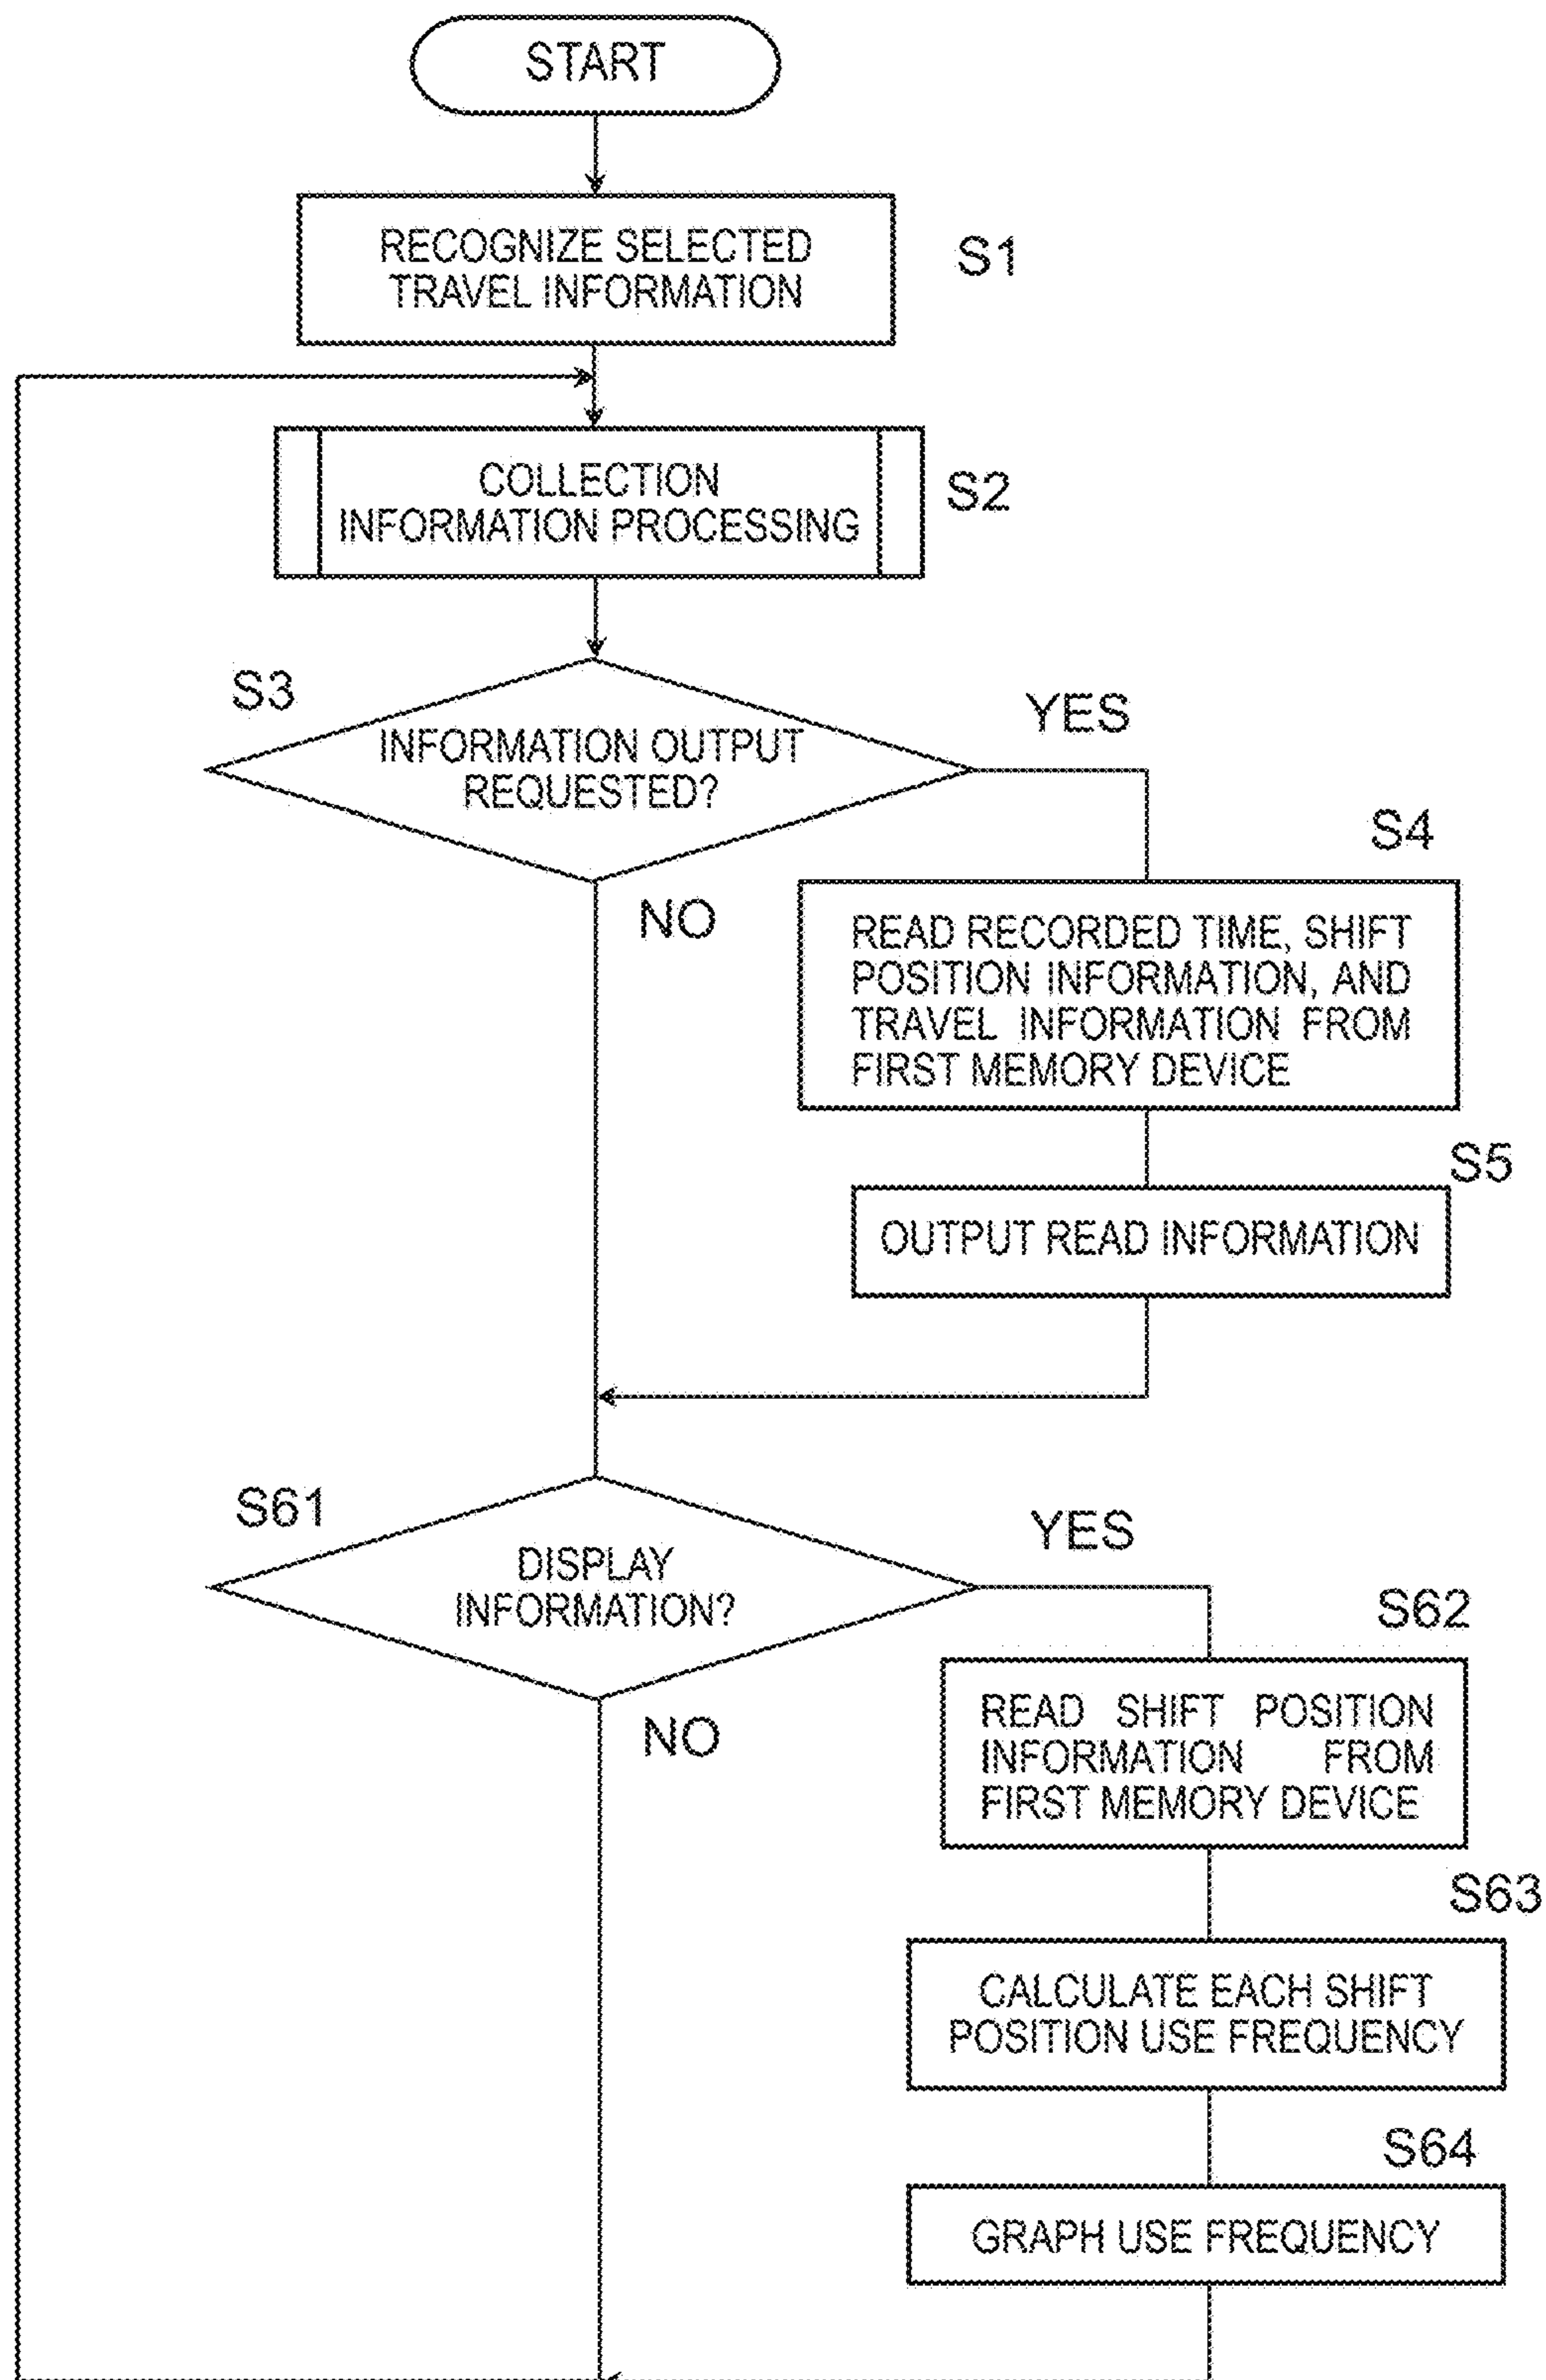 START
RECOGNIZE SELECTED
TRAVEL INFORMATION
S1
COLLECTION
INFORMATION PROCESSING
S2
S3
INFORMATION OUTPUT
REQUESTED?
YES
NO
S4
READ RECORDED TIME, SHIFT
POSITION INFORMATION, AND
TRAVEL INFORMATION FROM
FIRST MEMORY DEVICE
S5
OUTPUT READ INFORMATION
S61
DISPLAY
INFORMATION?
YES
NO
S62
READ SHIFT POSITION
INFORMATION FROM
FIRST MEMORY DEVICE
S63
CALCULATE EACH SHIFT
POSITION USE FREQUENCY
S64
GRAPH USE FREQUENCY